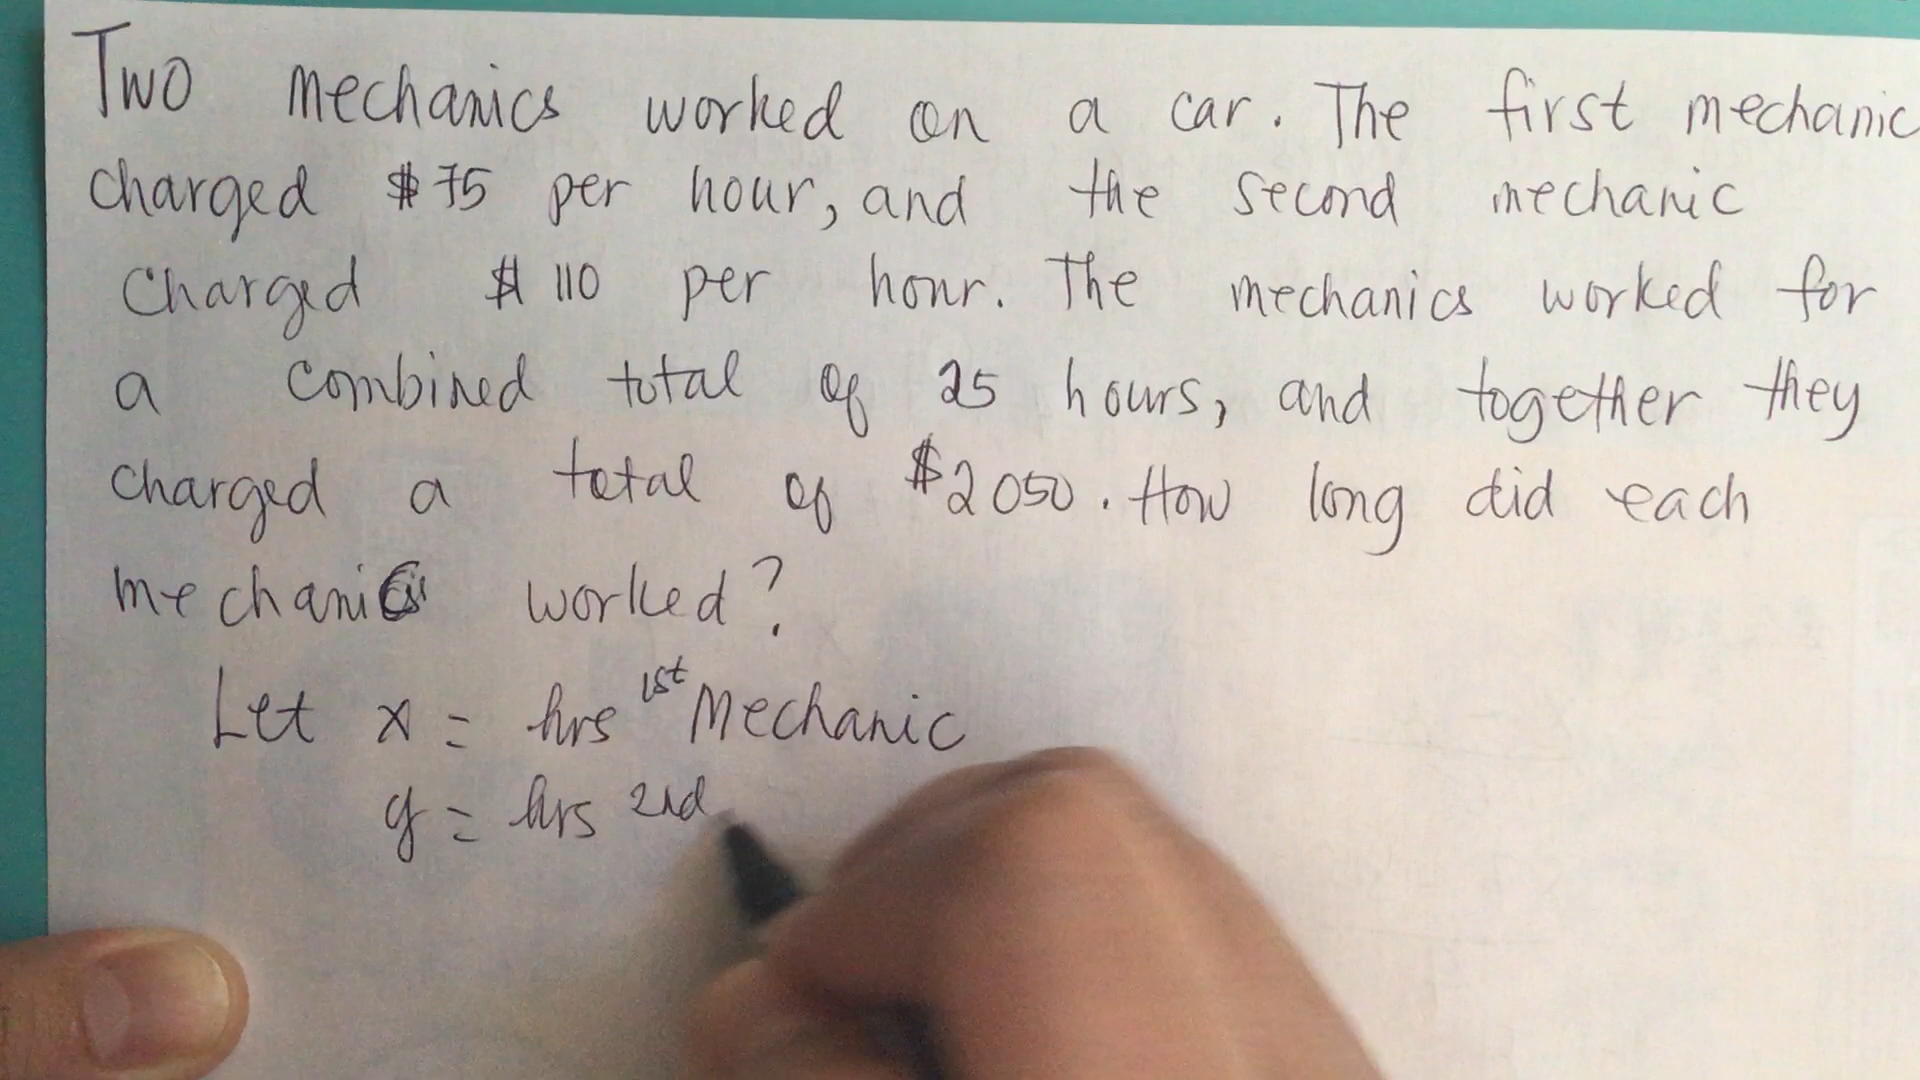 Two mechanics worked on a car. The first mechanic
charged $75 per hour, and the second mechanic
charged $110 per hour. The mechanics worked for
a combined total of 25 hours, and together they
charged a total of $2050. How long did each
mechanic worked?
Let x = hrs 1st Mechanic
y = hrs 2nd